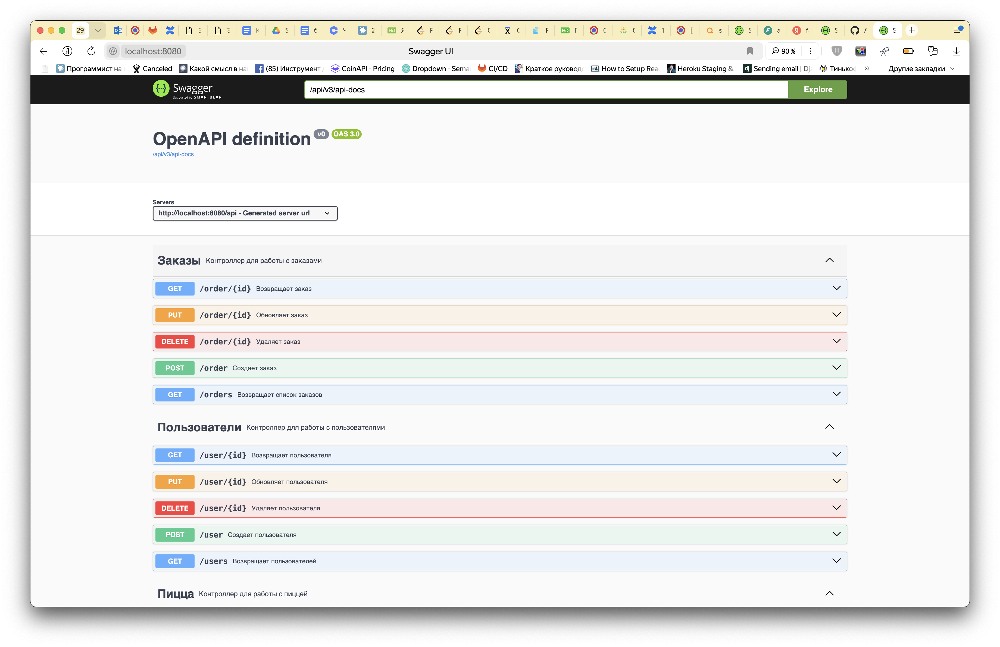 29
localhost:8080
Swagger UI
90 %
Программист на
Canceled
Какой смысл в на
(85) Инструмент
CoinAPI - Pricing
Dropdown - Sema
CI/CD
Краткое руковод
How to Setup Rea
Heroku Staging &
Sending email | Dj
Тинько
Другие закладки
Swagger
Supported by SMARTBEAR
/api/v3/api-docs
Explore
OpenAPI definition v0 OAS 3.0
/api/v3/api-docs
Servers
http://localhost:8080/api - Generated server url
Заказы Контроллер для работы с заказами
GET /order/{id} Возвращает заказ
PUT /order/{id} Обновляет заказ
DELETE /order/{id} Удаляет заказ
POST /order Создает заказ
GET /orders Возвращает список заказов
Пользователи Контроллер для работы с пользователями
GET /user/{id} Возвращает пользователя
PUT /user/{id} Обновляет пользователя
DELETE /user/{id} Удаляет пользователя
POST /user Создает пользователя
GET /users Возвращает пользователей
Пицца Контроллер для работы с пиццей